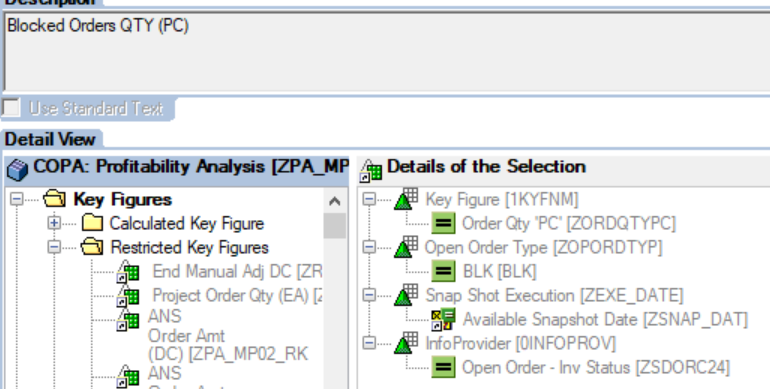 Description
Blocked Orders QTY (PC)
Use Standard Text
Detail View
COPA: Profitability Analysis [ZPA_MP
Key Figures
Calculated Key Figure
Restricted Key Figures
End Manual Adj DC [ZR
Project Order Qty (EA) [Z
ANS
Order Amt
(DC) [ZPA_MP02_RK
ANS
Order Amt
Details of the Selection
Key Figure [1KYFNM]
Order Qty 'PC' [ZORDQTYPC]
Open Order Type [ZOPORDTYP]
BLK [BLK]
Snap Shot Execution [ZEXE_DATE]
Available Snapshot Date [ZSNAP_DAT]
InfoProvider [0INFOPROV]
Open Order - Inv Status [ZSDORC24]